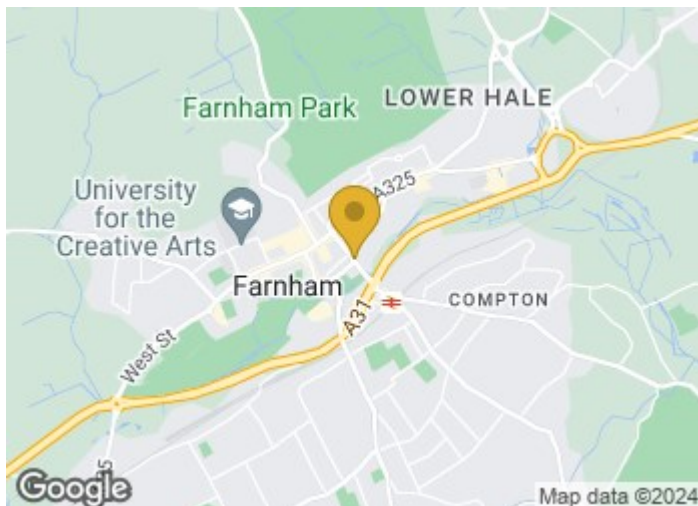 Farnham Park
LOWER HALE
A325
University
for the
Creative Arts
Farnham
COMPTON
A31
West St
Google
Map data ©2024